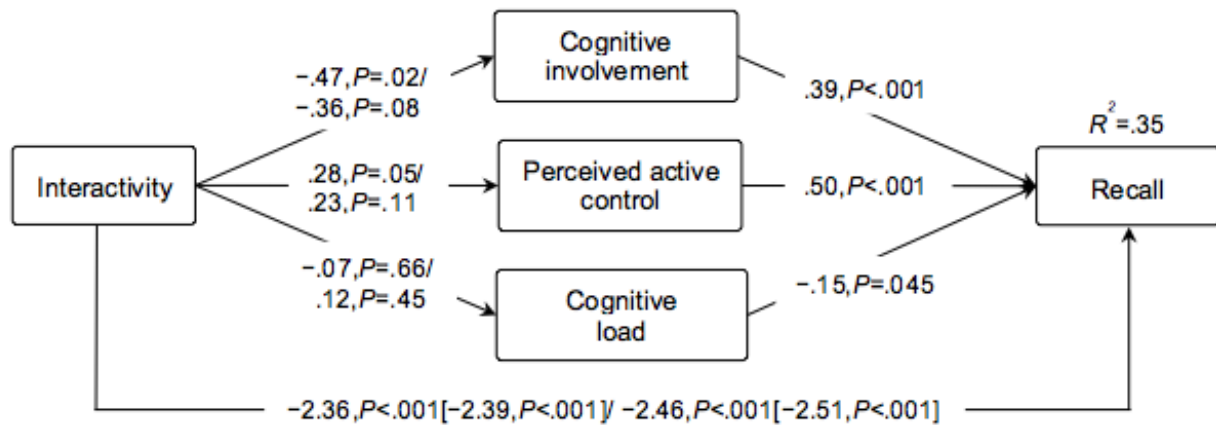 Cognitive
involvement
−.47,P=.02/
−.36,P=.08
.39,P<.001
R²=.35
Interactivity
.28,P=.05/
.23,P=.11
Perceived active
control
.50,P<.001
Recall
−.07,P=.66/
.12,P=.45
Cognitive
load
−.15,P=.045
−2.36,P<.001[−2.39,P<.001]/ −2.46,P<.001[−2.51,P<.001]